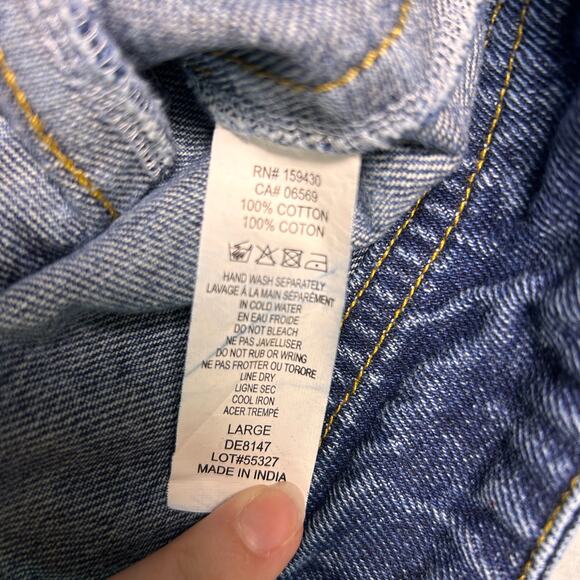 RN# 159430
CA# 06569
100% COTTON
100% COTON
HAND WASH SEPARATELY
LAVAGE À LA MAIN SÉPARÉMENT
IN COLD WATER
EN EAU FROIDE
DO NOT BLEACH
NE PAS JAVELLISER
DO NOT RUB OR WRING
NE PAS FROTTER OU TORORE
LINE DRY
LIGNE SEC
COOL IRON
ACER TREMPÉ
LARGE
DE8147
LOT#55327
MADE IN INDIA